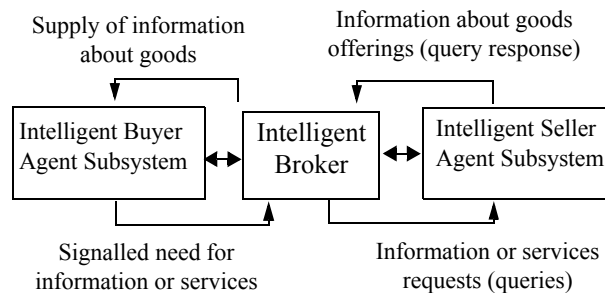 Supply of information
about goods
Information about goods
offerings (query response)
Intelligent Buyer
Agent Subsystem
Intelligent
Broker
Intelligent Seller
Agent Subsystem
Signalled need for
information or services
Information or services
requests (queries)